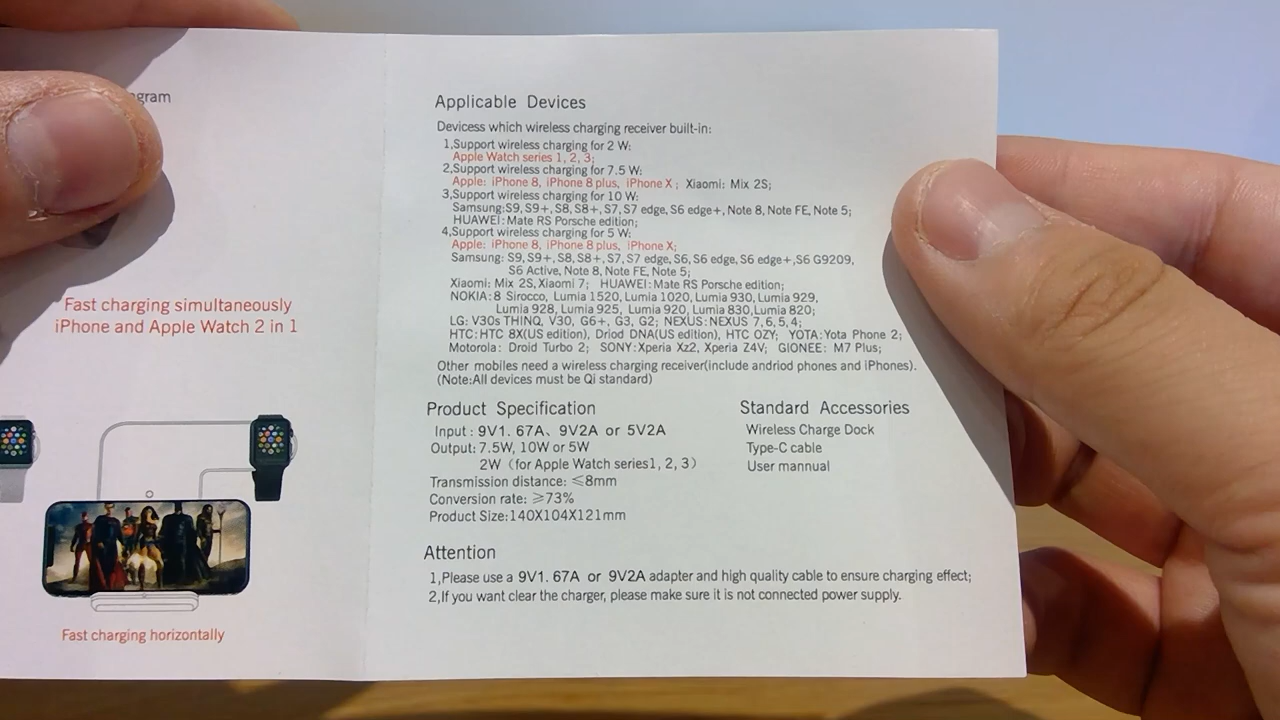 gram
Fast charging simultaneously
iPhone and Apple Watch 2 in 1
Fast charging horizontally
Applicable Devices
Devicess which wireless charging receiver built-in:
1,Support wireless charging for 2 W:
Apple Watch series 1, 2, 3;
2,Support wireless charging for 7.5 W:
Apple: iPhone 8, iPhone 8 plus, iPhone X ; Xiaomi: Mix 2S;
3,Support wireless charging for 10 W:
Samsung:S9, S9+, S8, S8+, S7, S7 edge, S6 edge+, Note 8, Note FE, Note 5;
HUAWEI: Mate RS Porsche edition;
4,Support wireless charging for 5 W:
Apple: iPhone 8, iPhone 8 plus, iPhone X;
Samsung: S9, S9+, S8, S8+, S7, S7 edge, S6, S6 edge, S6 edge+,S6 G9209,
S6 Active, Note 8, Note FE, Note 5;
Xiaomi: Mix 2S, Xiaomi 7; HUAWEI: Mate RS Porsche edition;
NOKIA: 8 Sirocco, Lumia 1520, Lumia 1020, Lumia 930, Lumia 929,
Lumia 928, Lumia 925, Lumia 920, Lumia 830,Lumia 820;
LG: V30s THINQ, V30, G6+, G3, G2; NEXUS: NEXUS 7, 6, 5, 4;
HTC: HTC 8X(US edition), Driod DNA(US edition), HTC OZY; YOTA: Yota Phone 2;
Motorola: Droid Turbo 2; SONY: Xperia Xz2, Xperia Z4V; GIONEE: M7 Plus;
Other mobiles need a wireless charging receiver(include andriod phones and iPhones).
(Note:All devices must be Qi standard)
Product Specification
Input : 9V1. 67A、9V2A or 5V2A
Output: 7.5W, 10W or 5W
2W（for Apple Watch series1, 2, 3）
Transmission distance: ≤8mm
Conversion rate: ≥73%
Product Size:140X104X121mm
Standard Accessories
Wireless Charge Dock
Type-C cable
User mannual
Attention
1,Please use a 9V1. 67A or 9V2A adapter and high quality cable to ensure charging effect;
2,If you want clear the charger, please make sure it is not connected power supply.